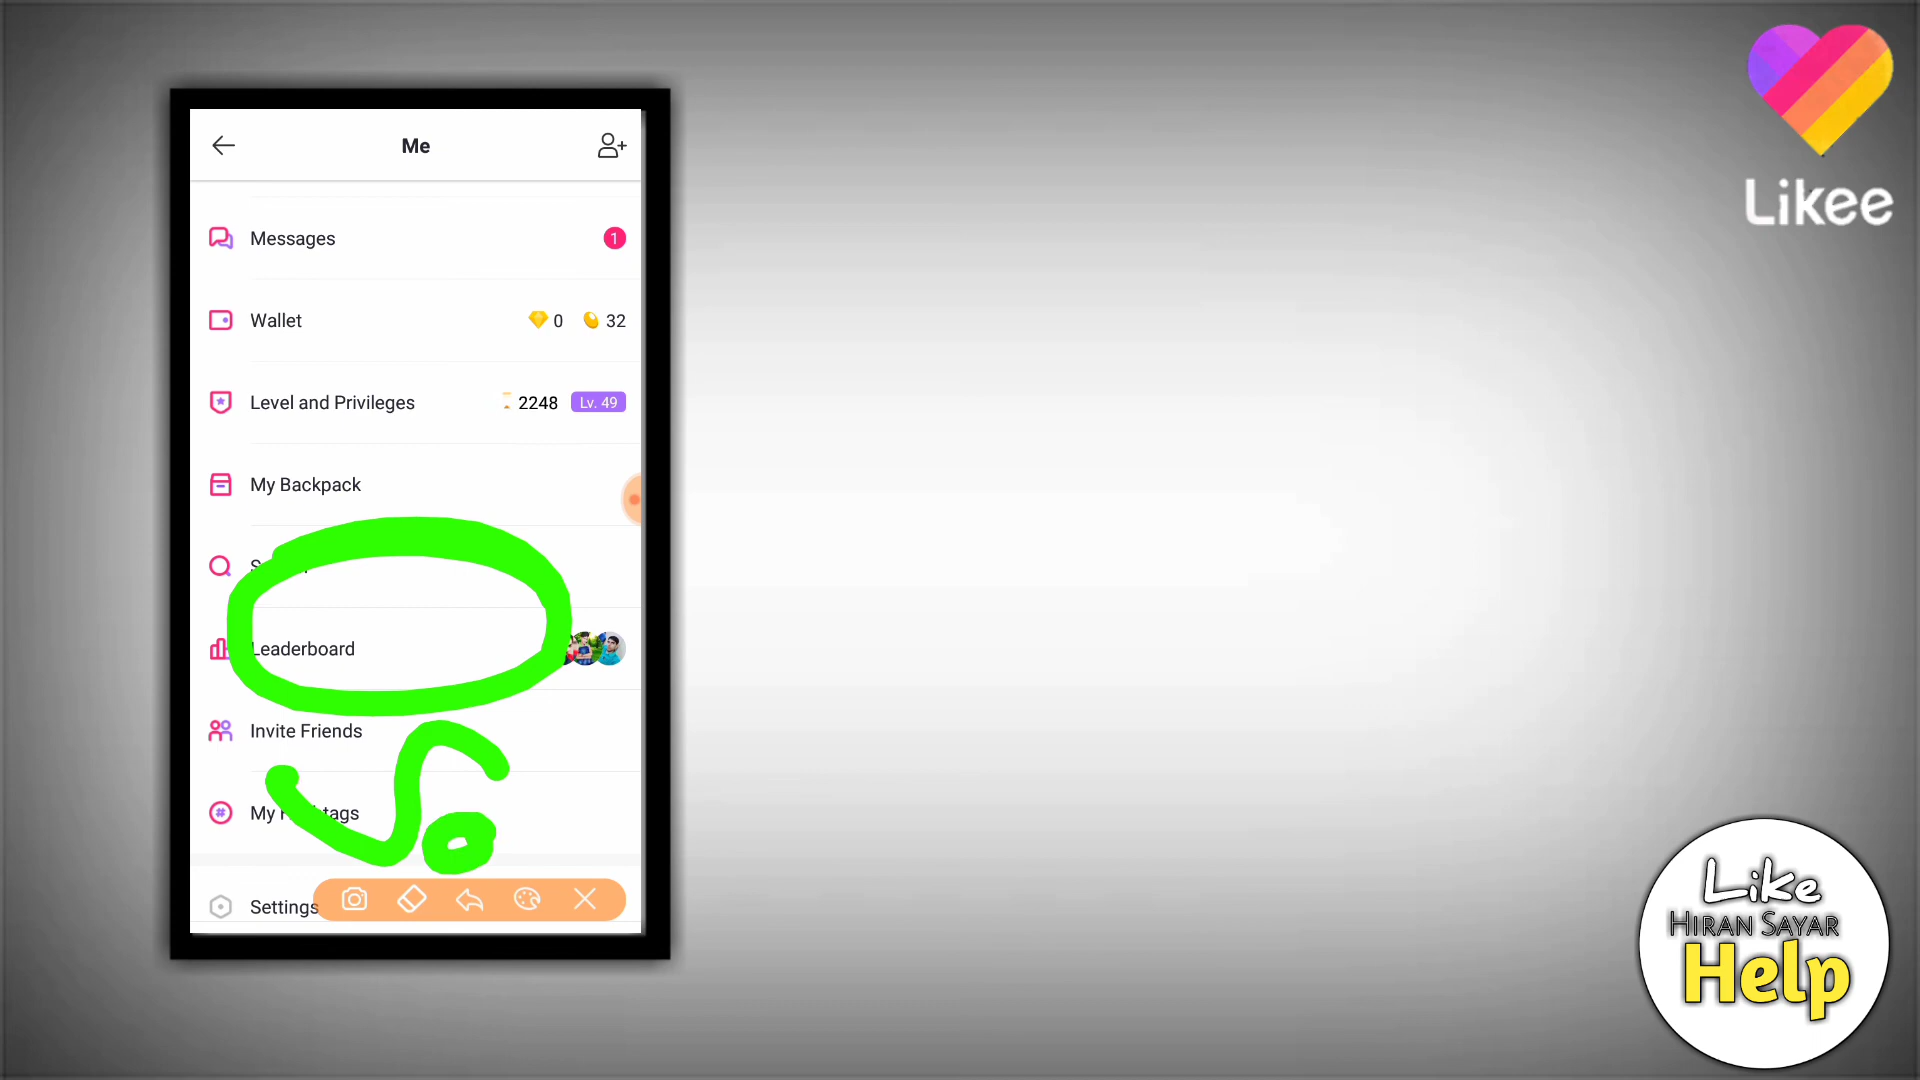 Me
Messages 1
Wallet 0 32
Level and Privileges 2248 Lv. 49
My Backpack
Leaderboard
Invite Friends
My
Settings
Likee
Like
HIRAN SAYAR
Help